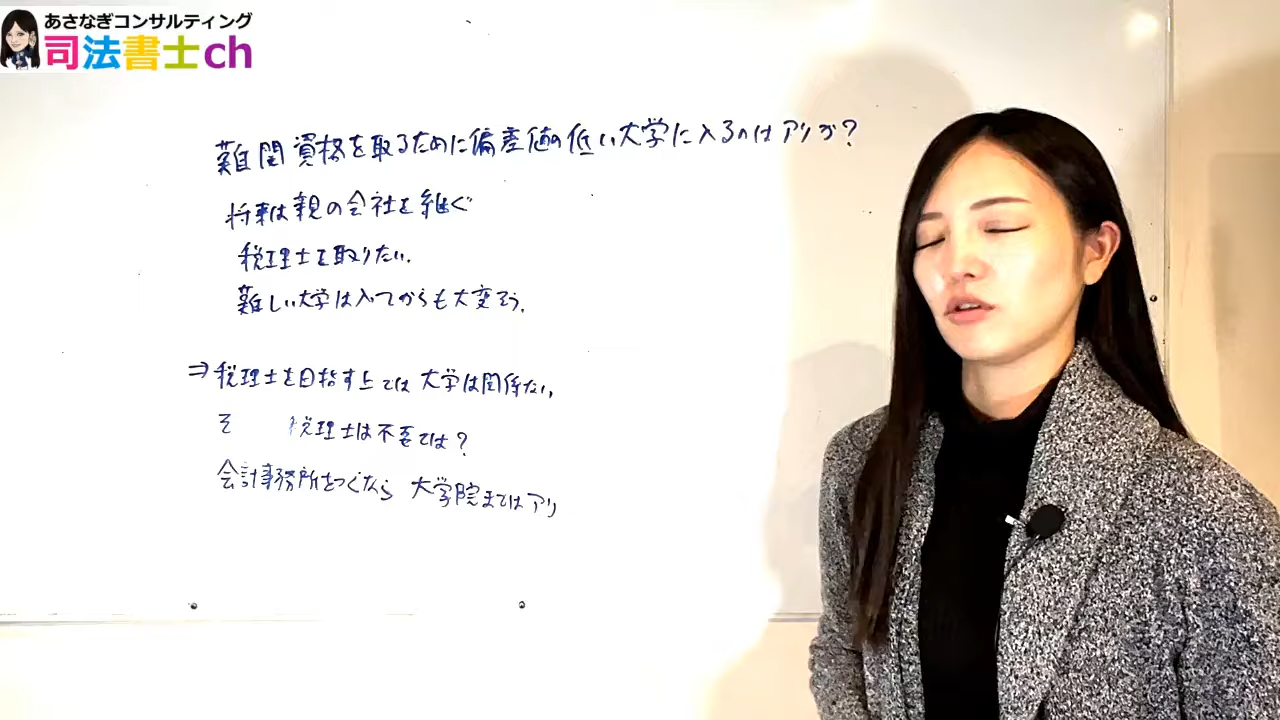 あさなぎコンサルティング
司法書士ch
難関資格を取るために偏差値の低い大学に入るのはアリか?
将来は親の会社を継ぐ
税理士を取りたい。
難しい大学は入ってからも大変そう。
⇒税理士を目指す上では大学は関係ない。
そ 税理士は不要では?
会計事務所をつぐなら 大学院まではアリ